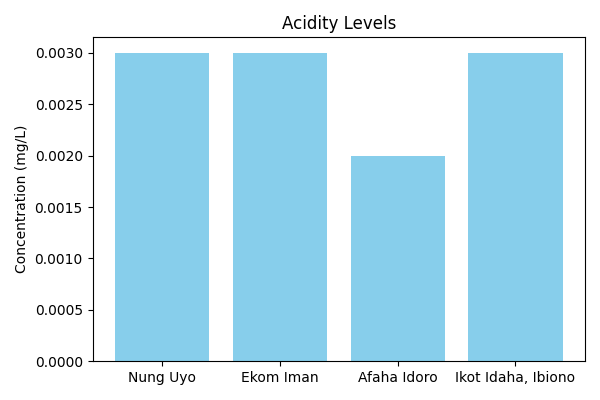 Acidity Levels
Concentration (mg/L)
0.0030
0.0025
0.0020
0.0015
0.0010
0.0005
0.0000
Nung Uyo Ekom Iman Afaha Idoro Ikot Idaha, Ibiono